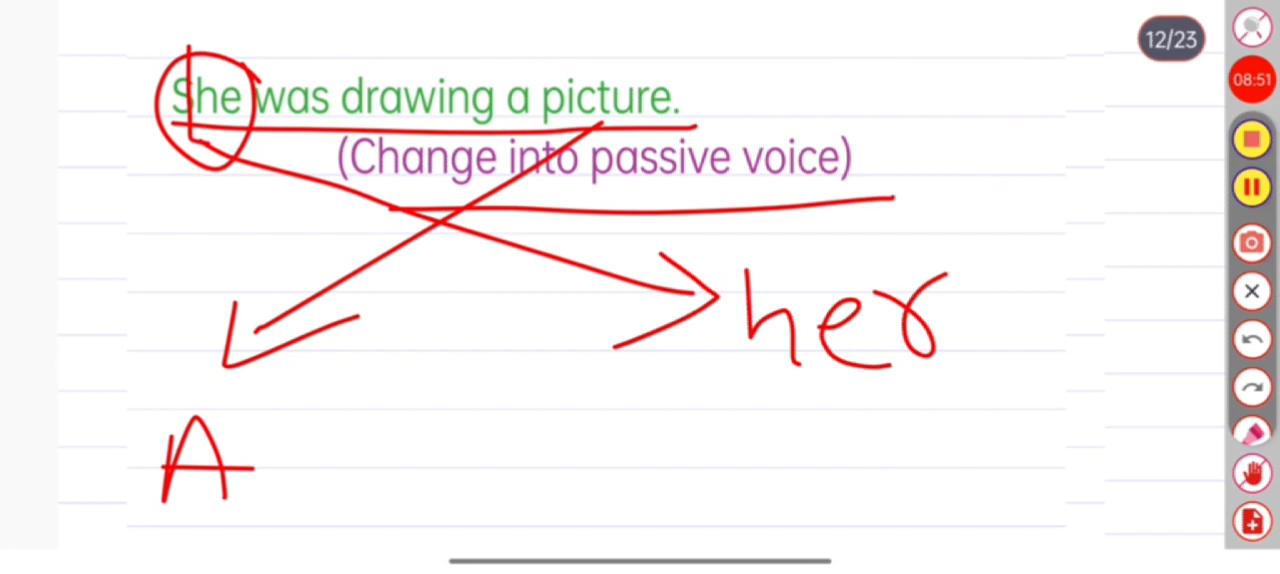 12/23
08:51
She was drawing a picture.
(Change into passive voice)
her
A